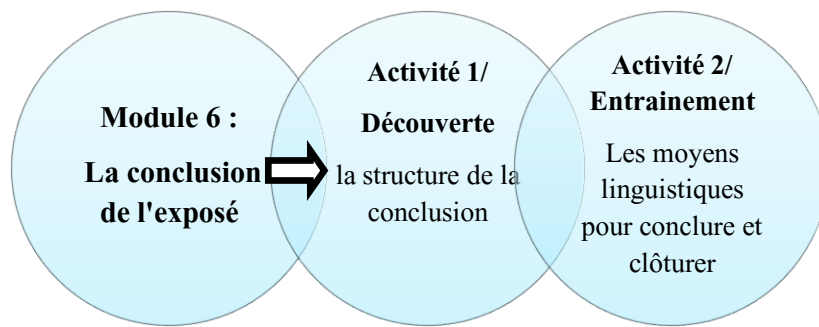 Module 6 :
La conclusion
de l'exposé
Activité 1/
Découverte
la structure de la
conclusion
Activité 2/
Entrainement
Les moyens
linguistiques
pour conclure et
clôturer